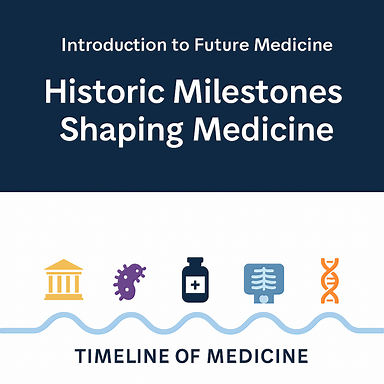 Introduction to Future Medicine
Historic Milestones
Shaping Medicine
TIMELINE OF MEDICINE